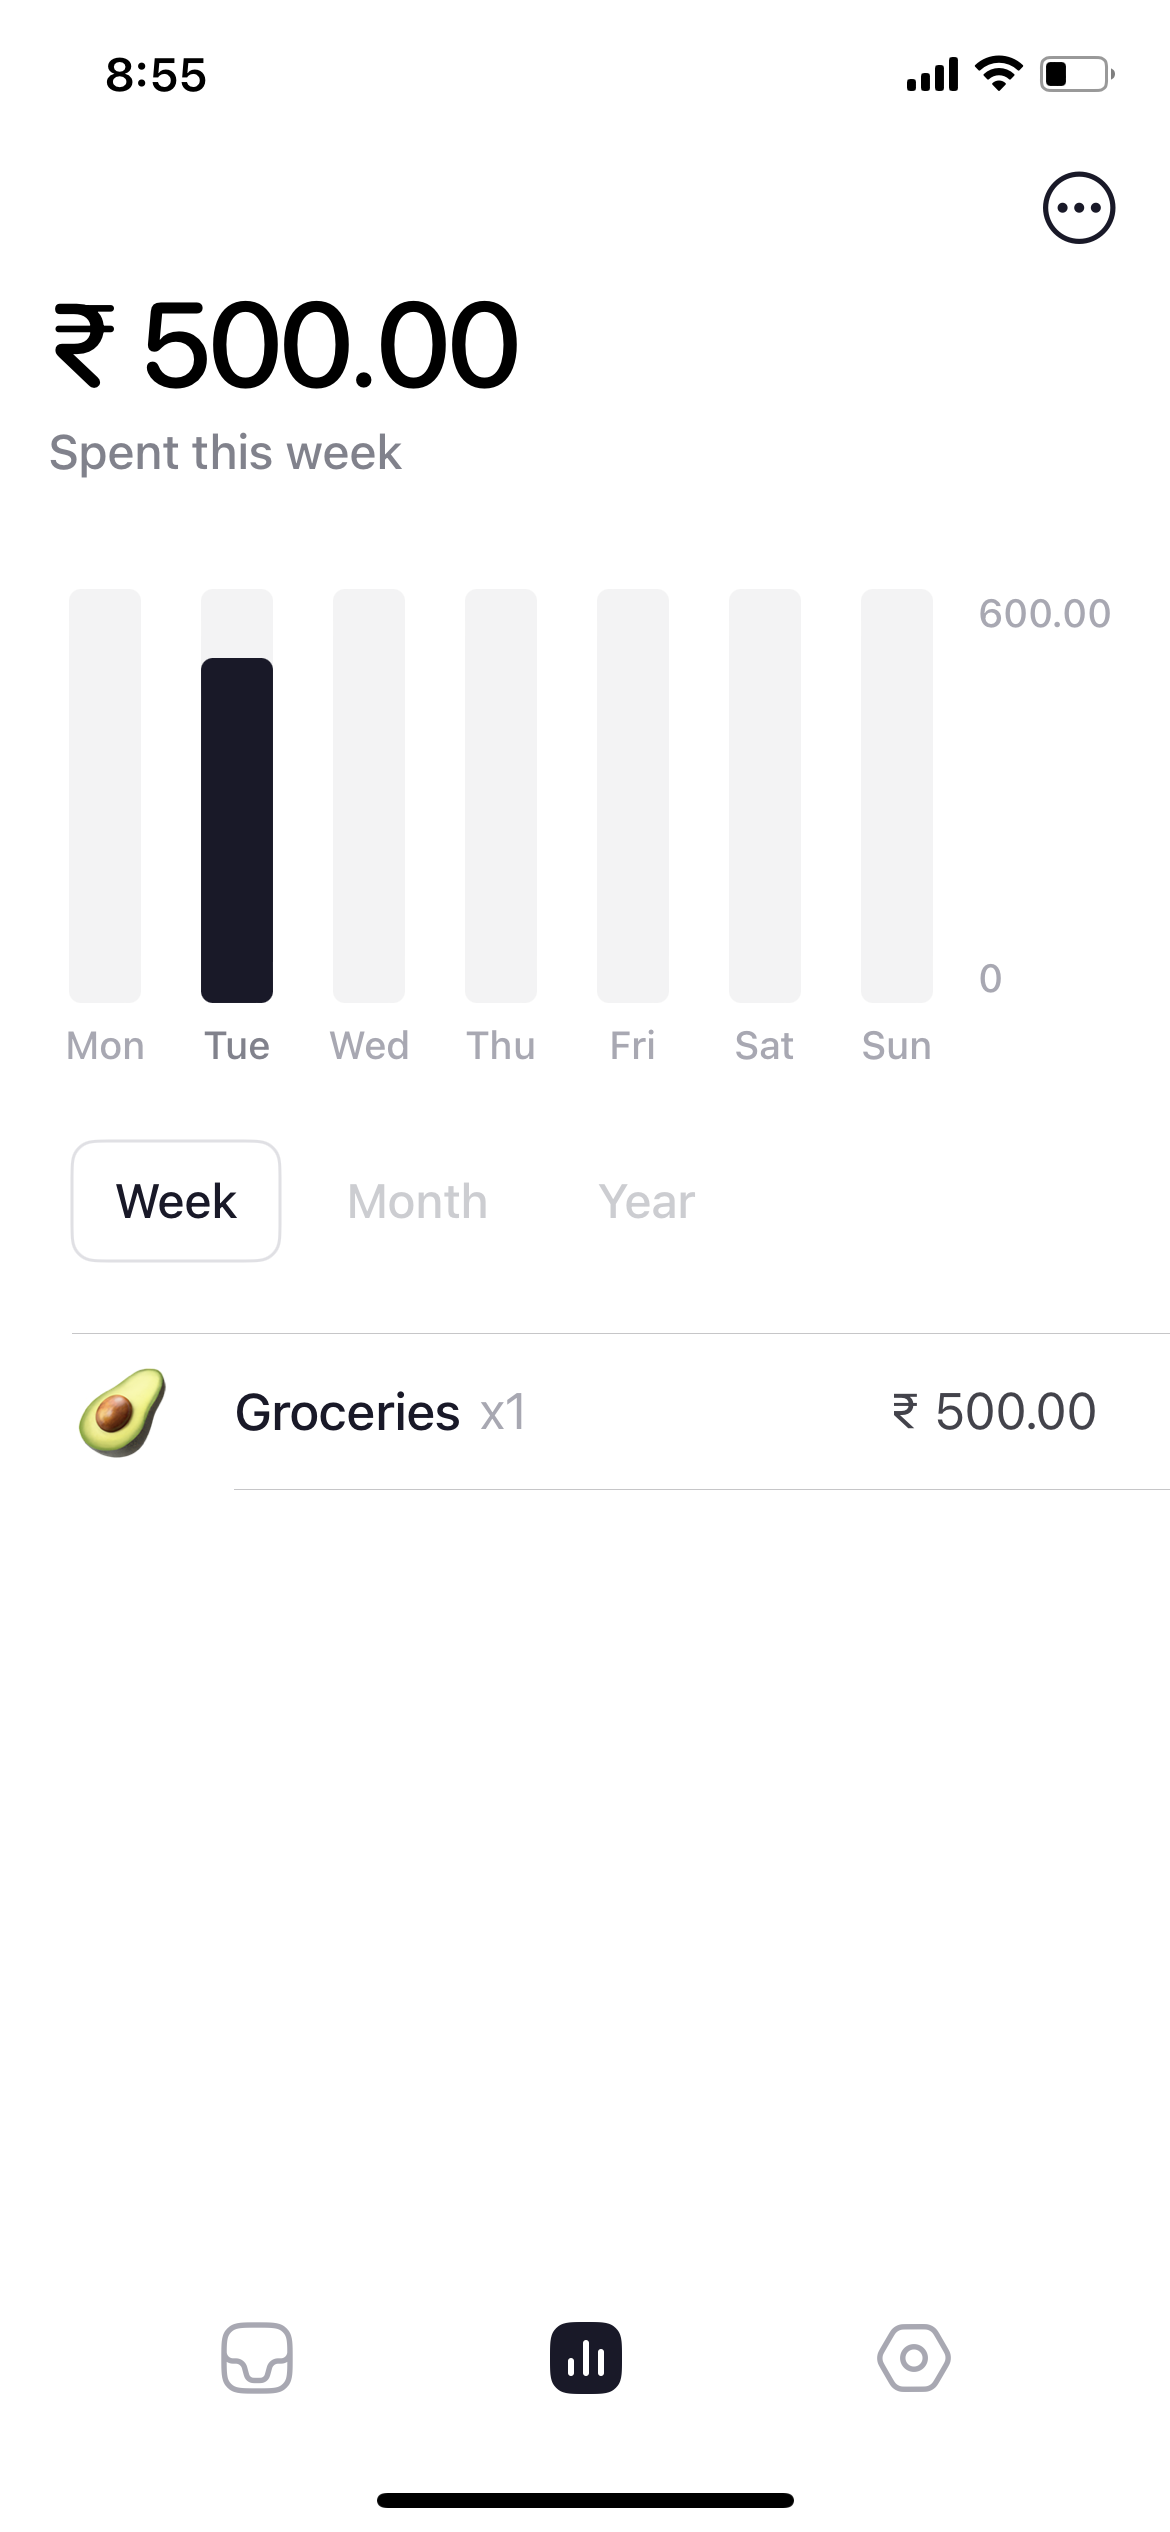 8:55
₹ 500.00
Spent this week
600.00
0
Mon Tue Wed Thu Fri Sat Sun
Week Month Year
Groceries x1 ₹ 500.00